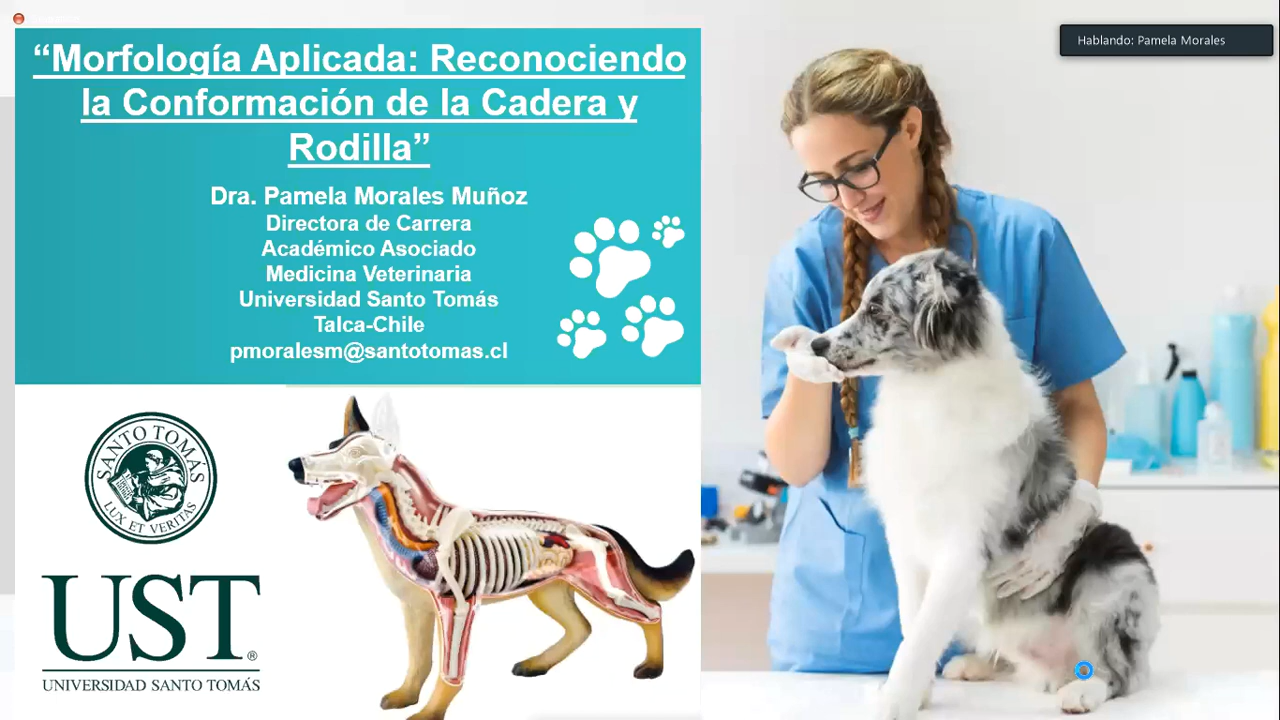 Hablando: Pamela Morales
“Morfología Aplicada: Reconociendo
la Conformación de la Cadera y
Rodilla”
Dra. Pamela Morales Muñoz
Directora de Carrera
Académico Asociado
Medicina Veterinaria
Universidad Santo Tomás
Talca-Chile
pmoralesm@santotomas.cl
SANTO TOMÁS
LUX ET VERITAS
UST®
UNIVERSIDAD SANTO TOMÁS